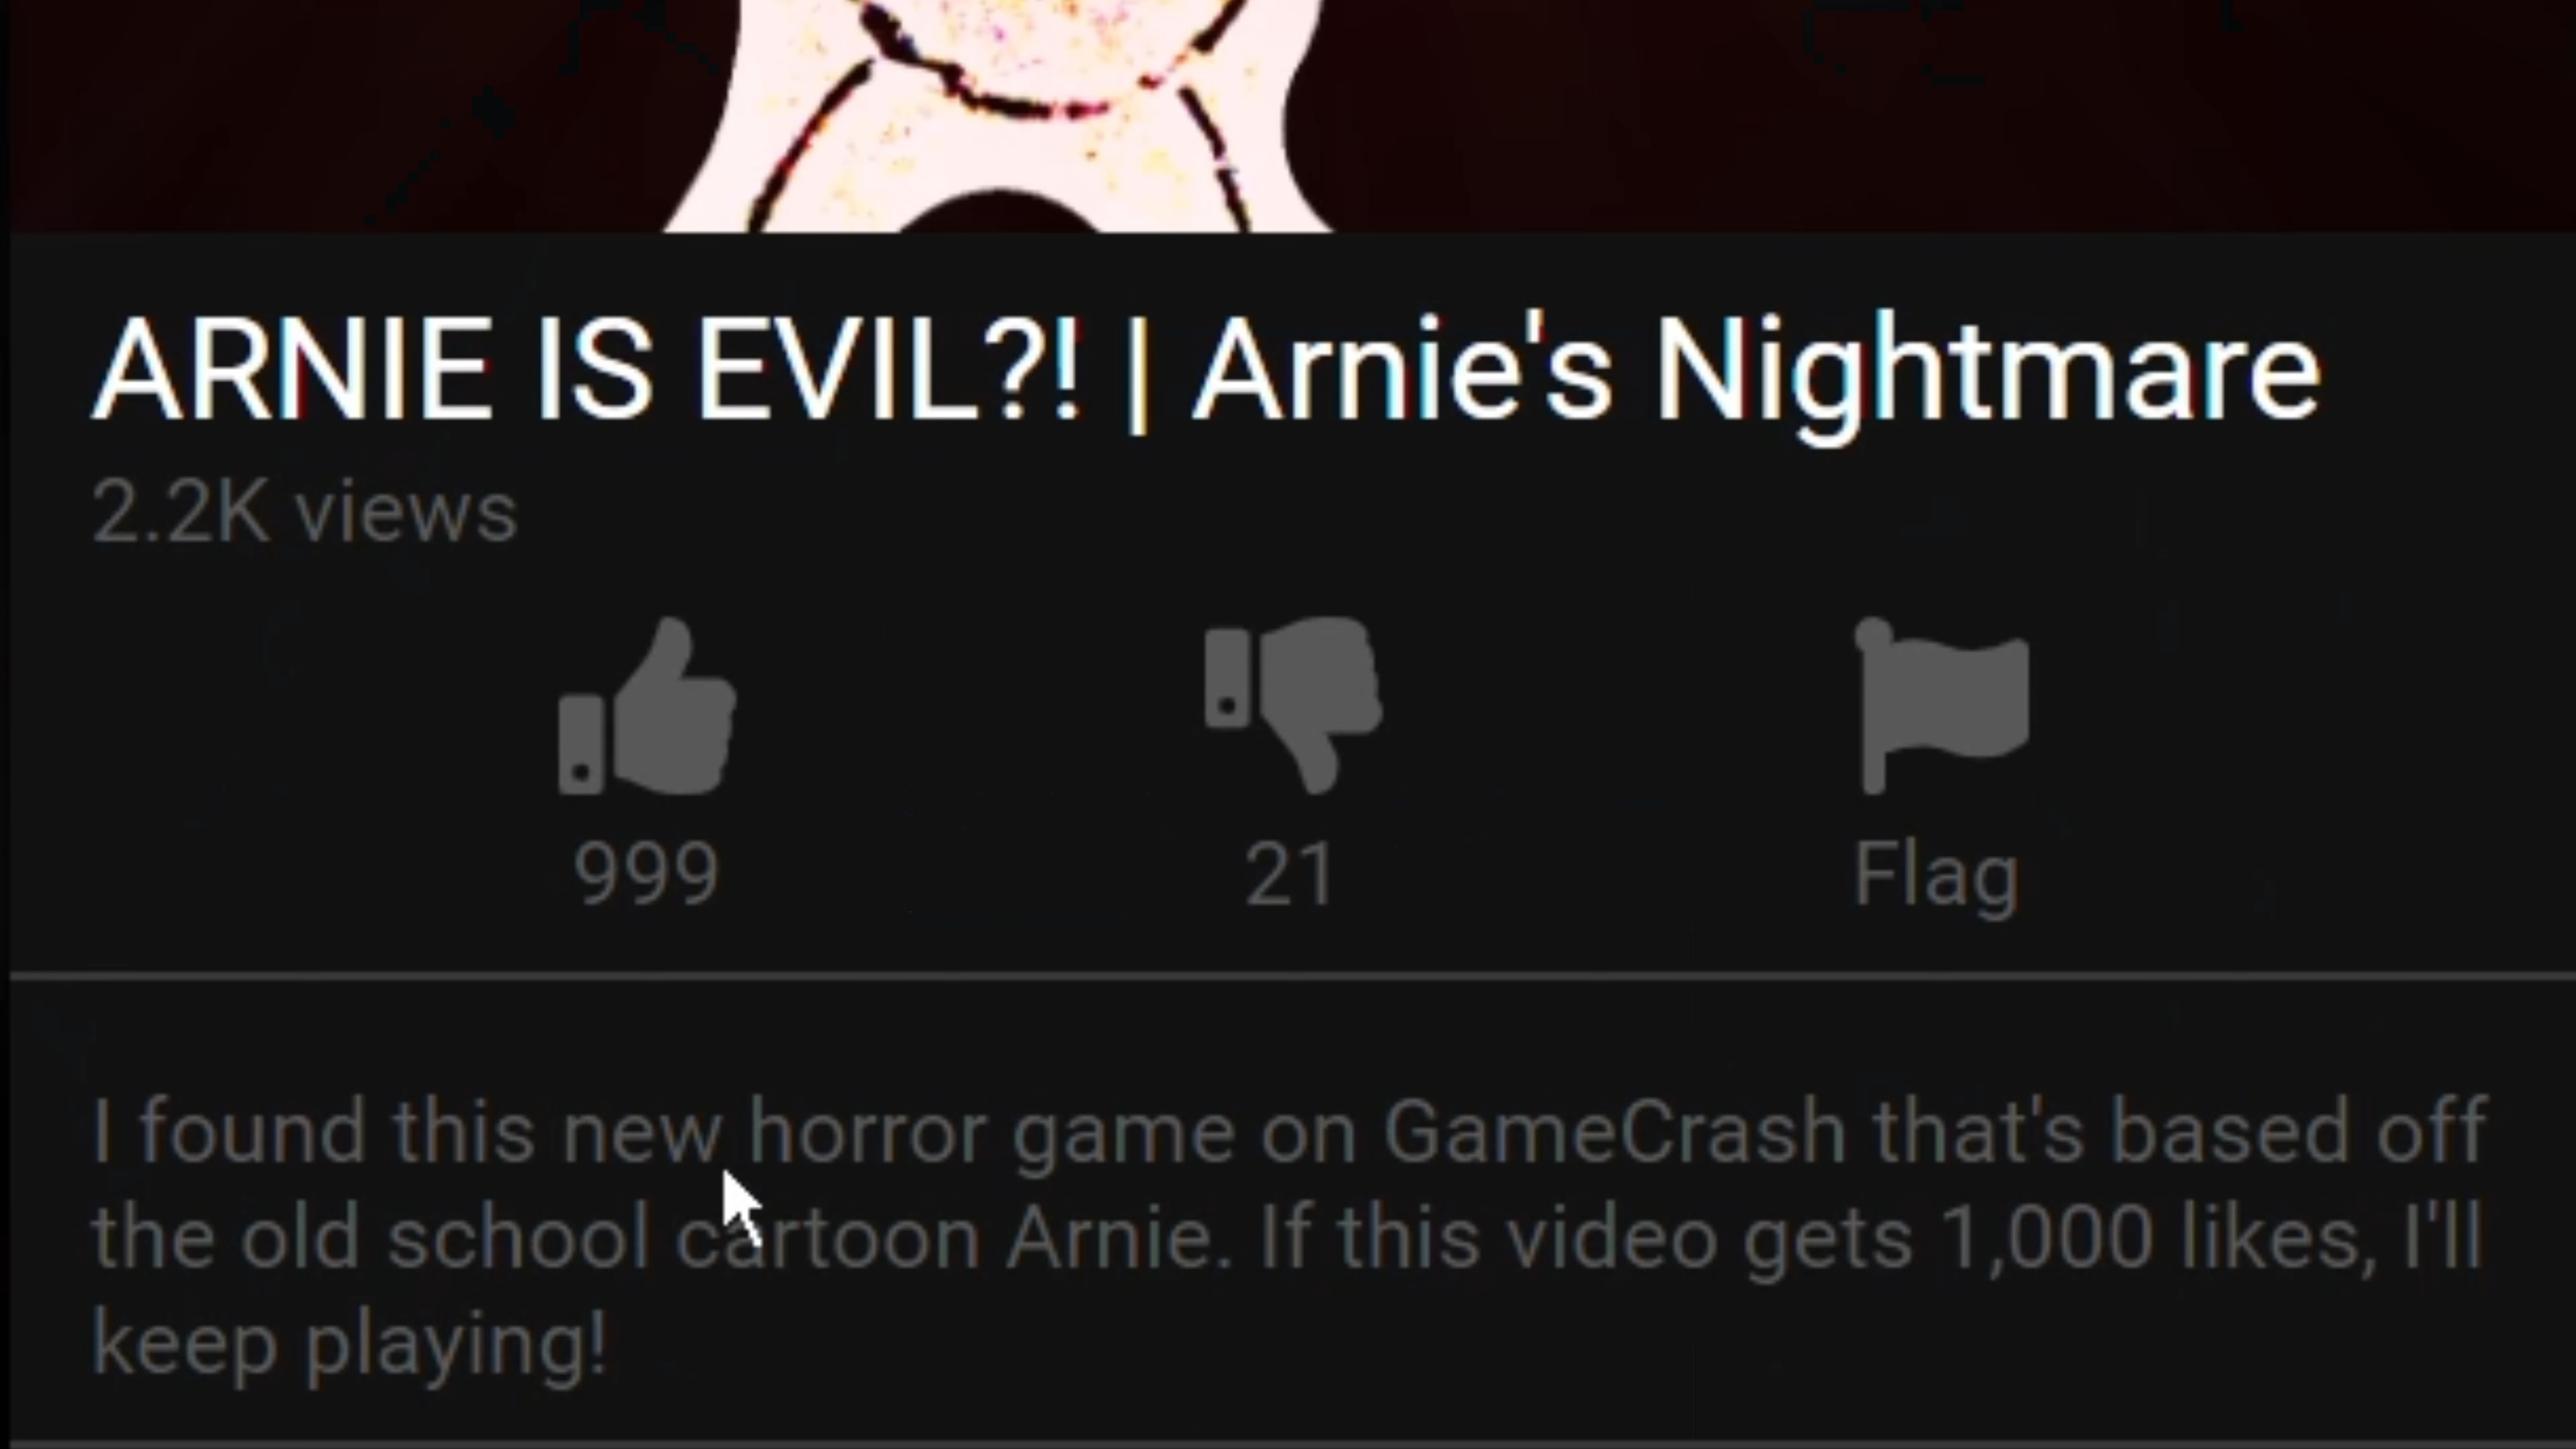 ARNIE IS EVIL?! | Arnie's Nightmare
2.2K views
999
21
Flag
I found this new horror game on GameCrash that's based off
the old school cartoon Arnie. If this video gets 1,000 likes, I'll
keep playing!